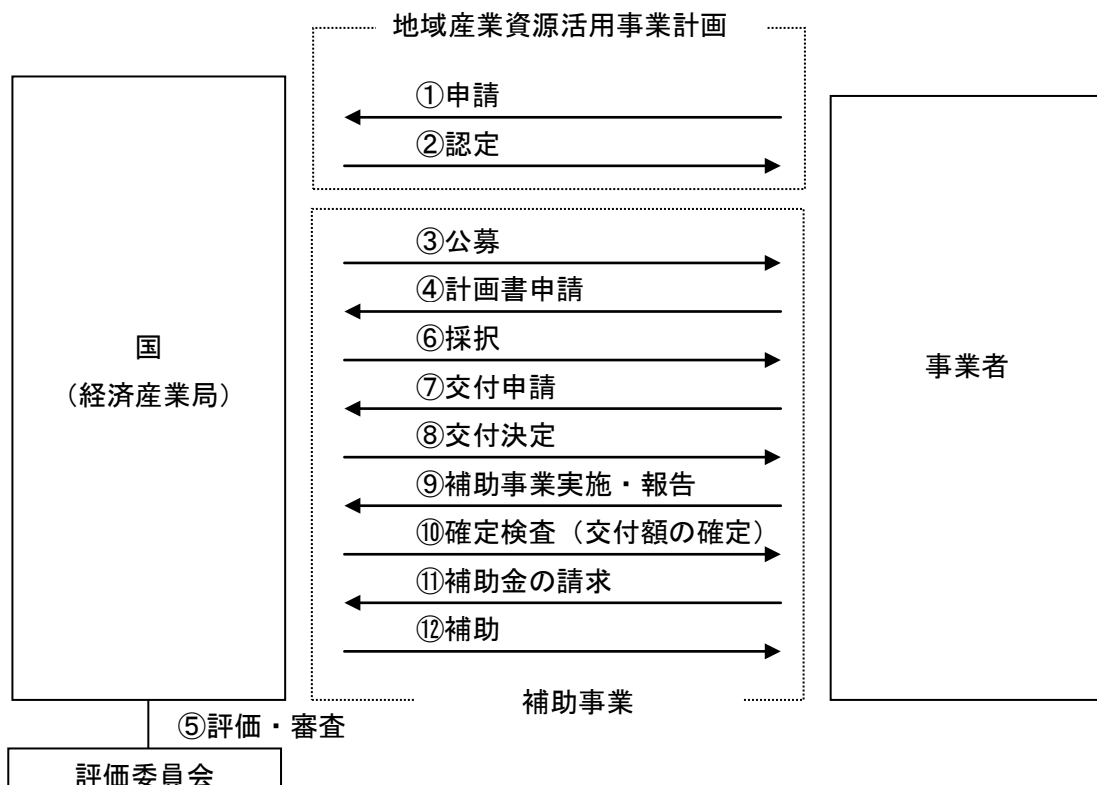 地域産業資源活用事業計画
①申請
②認定
③公募
④計画書申請
⑥採択
⑦交付申請
⑧交付決定
⑨補助事業実施・報告
⑩確定検査（交付額の確定）
⑪補助金の請求
⑫補助
補助事業
国
（経済産業局）
事業者
⑤評価・審査
評価委員会